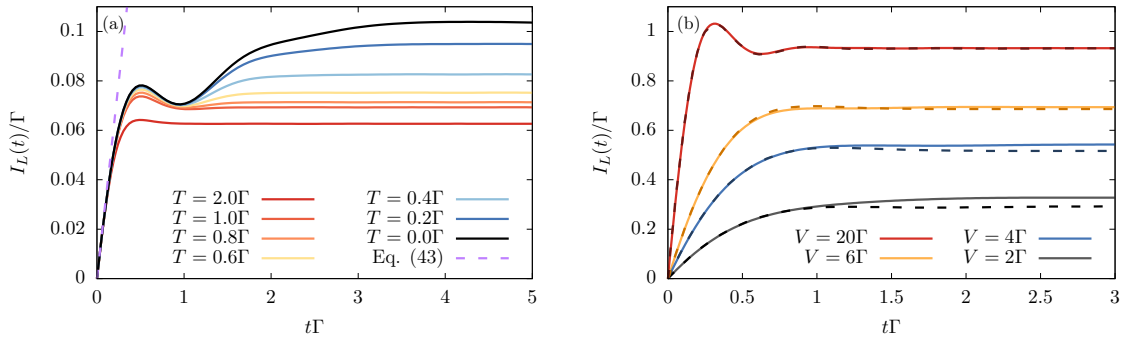 (a)
I_L(t)/Γ
0.1
0.08
0.06
0.04
0.02
0
0 1 2 3 4 5
tΓ
T = 2.0Γ
T = 1.0Γ
T = 0.8Γ
T = 0.6Γ
T = 0.4Γ
T = 0.2Γ
T = 0.0Γ
Eq. (43)
(b)
I_L(t)/Γ
1
0.8
0.6
0.4
0.2
0
0 0.5 1 1.5 2 2.5 3
tΓ
V = 20Γ
V = 6Γ
V = 4Γ
V = 2Γ